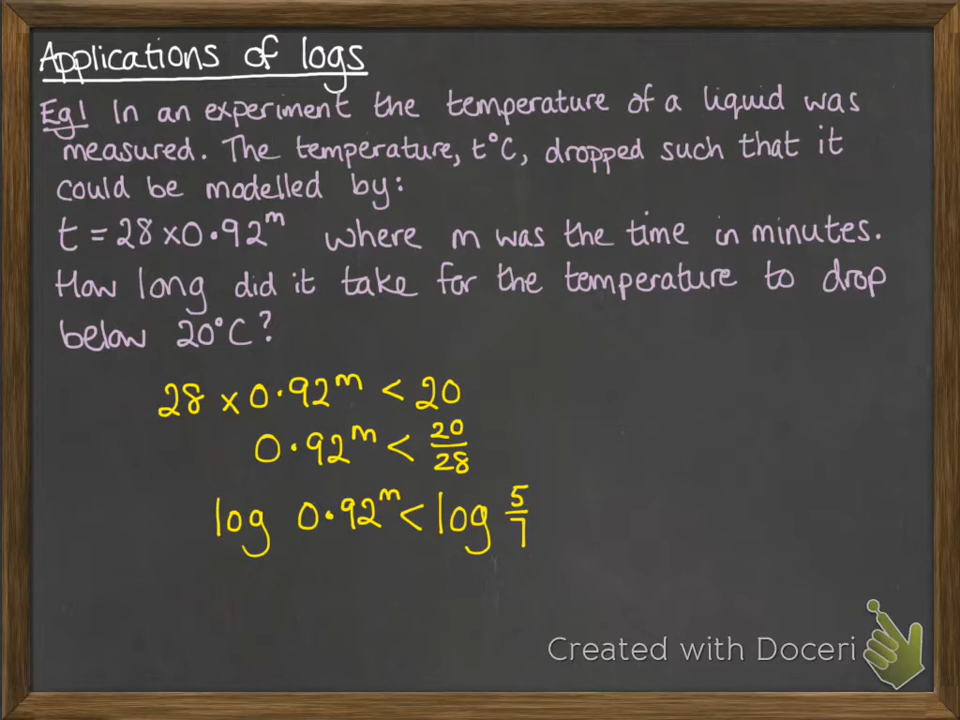 Applications of logs
Eg1 In an experiment the temperature of a liquid was
measured. The temperature, t°C, dropped such that it
could be modelled by:
t = 28 × 0.92^m where m was the time in minutes.
How long did it take for the temperature to drop
below 20°C?
28 × 0.92^m < 20
0.92^m < 20/28
log 0.92^m < log 5/7
Created with Doceri